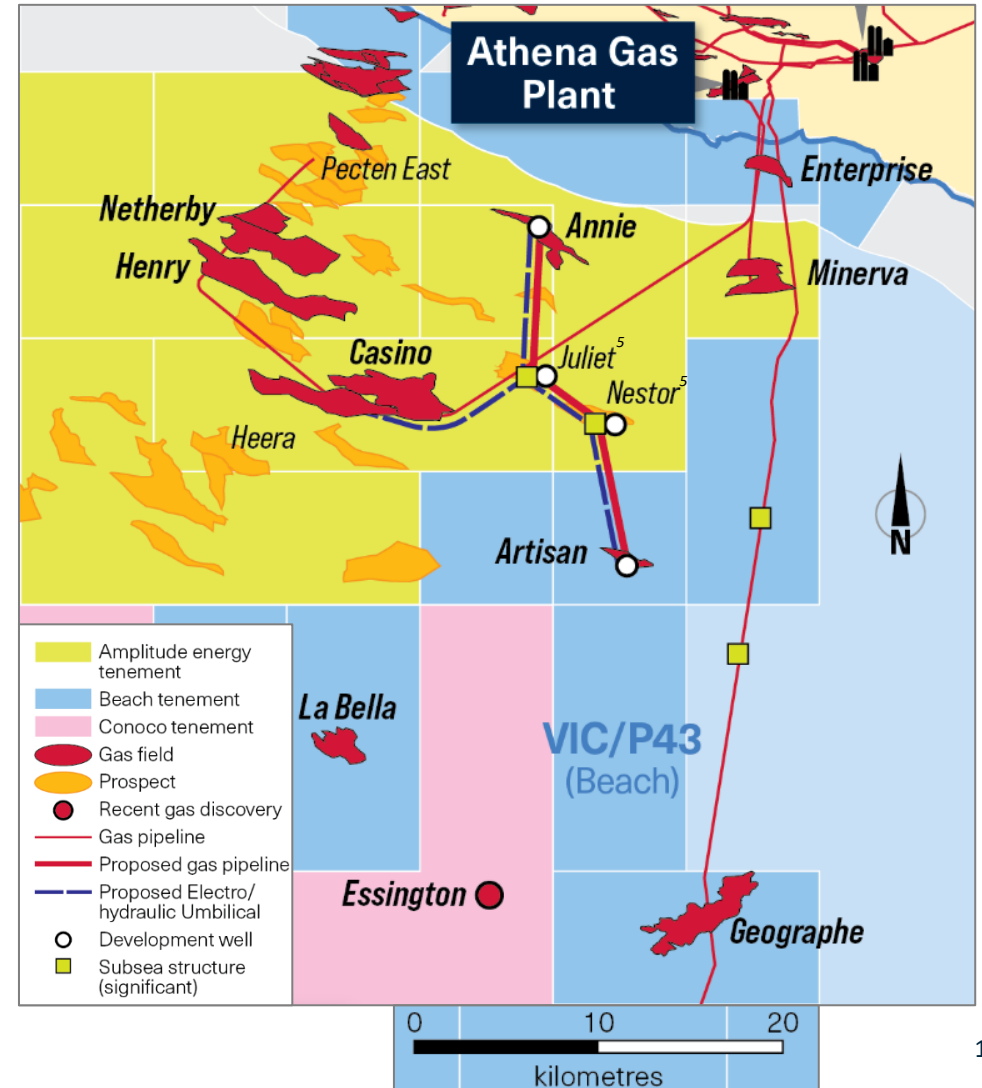 Athena Gas
Plant
Pecten East
Enterprise
Netherby
Annie
Henry
Minerva
Casino
Juliet5
Nestor5
Heera
Artisan
N
Amplitude energy
tenement
Beach tenement
Conoco tenement
Gas field
Prospect
Recent gas discovery
Gas pipeline
Proposed gas pipeline
Proposed Electro/
hydraulic Umbilical
Development well
Subsea structure
(significant)
La Bella
VIC/P43
(Beach)
Essington
Geographe
0 10 20
kilometres
1